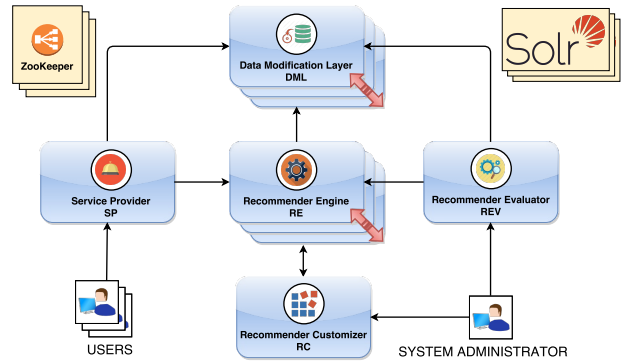 ZooKeeper
Data Modification Layer
DML
Solr
Service Provider
SP
Recommender Engine
RE
Recommender Evaluator
REV
Recommender Customizer
RC
USERS
SYSTEM ADMINISTRATOR